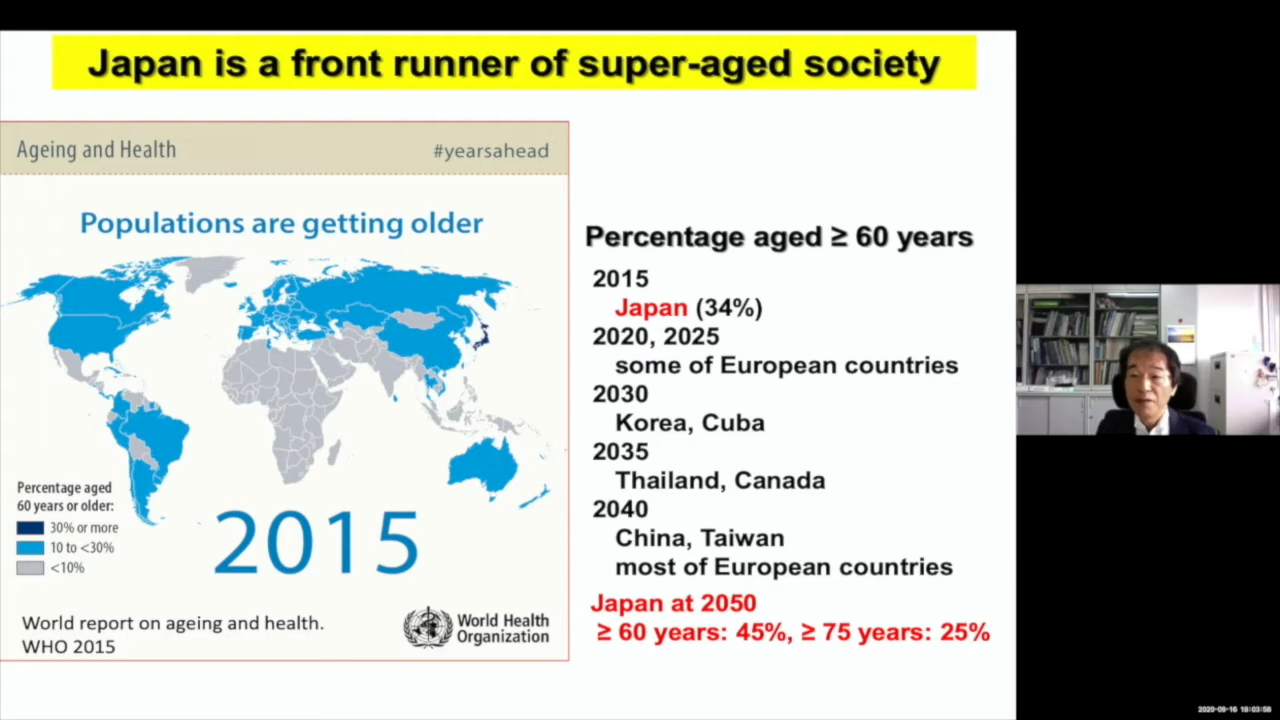 Japan is a front runner of super-aged society
Ageing and Health
#yearsahead
Populations are getting older
Percentage aged
60 years or older:
30% or more
10 to <30%
<10%
2015
World report on ageing and health.
WHO 2015
World Health
Organization
Percentage aged ≥ 60 years
2015
Japan (34%)
2020, 2025
some of European countries
2030
Korea, Cuba
2035
Thailand, Canada
2040
China, Taiwan
most of European countries
Japan at 2050
≥ 60 years: 45%, ≥ 75 years: 25%
2020-09-16 18:03:58